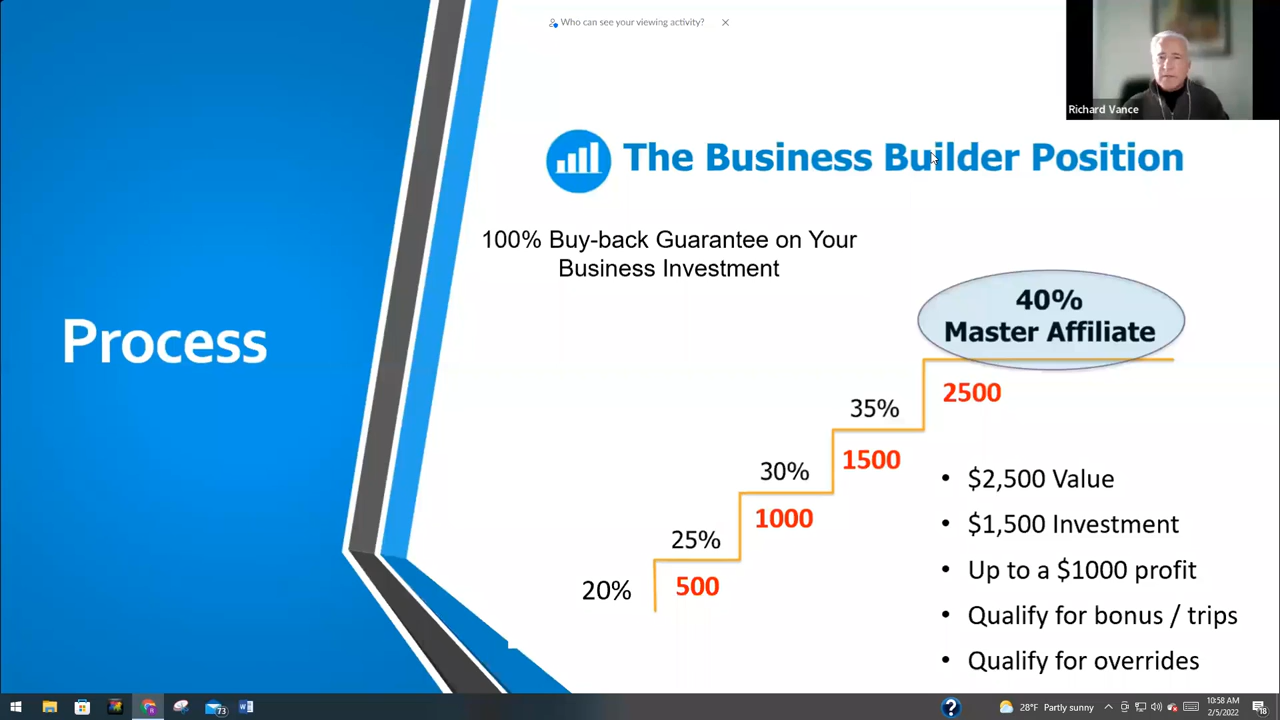 Who can see your viewing activity?
Richard Vance
The Business Builder Position
100% Buy-back Guarantee on Your
Business Investment
Process
40%
Master Affiliate
2500
35%
1500
30%
1000
25%
500
20%
• $2,500 Value
• $1,500 Investment
• Up to a $1000 profit
• Qualify for bonus / trips
• Qualify for overrides
73
28°F Partly sunny
10:58 AM
2/5/2022
18